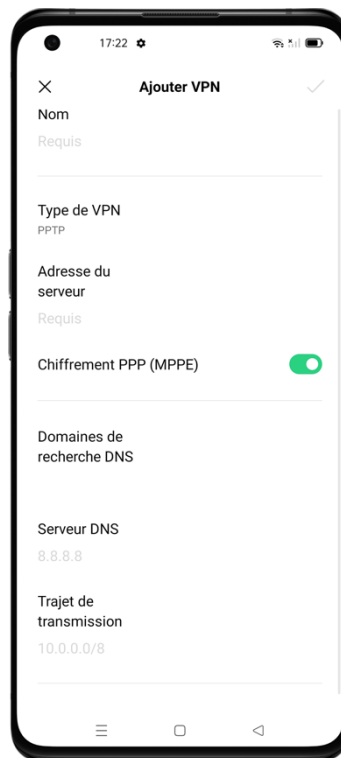 17:22
Ajouter VPN
Nom
Requis
Type de VPN
PPTP
Adresse du
serveur
Requis
Chiffrement PPP (MPPE)
Domaines de
recherche DNS
Serveur DNS
8.8.8.8
Trajet de
transmission
10.0.0.0/8